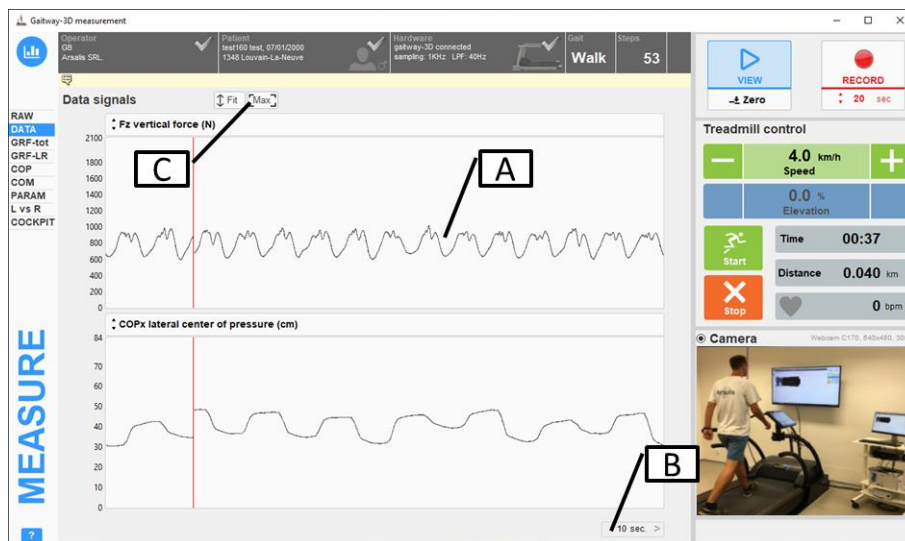 Gaitway-3D measurement
Operator
GB
Arsalis SRL.
Patient
test160 test, 07/01/2000
1348 Louvain-La-Neuve
Hardware
gaitway-3D connected
sampling: 1KHz LPF: 40Hz
Gait
Walk
Steps
53
VIEW
Zero
RECORD
20 sec
Data signals
Fit
Max
RAW
DATA
GRF-tot
GRF-LR
COP
COM
PARAM
L vs R
COCKPIT
MEASURE
?
Fz vertical force (N)
2100
1800
1600
1400
1200
1000
800
600
400
200
0
C
A
COPx lateral center of pressure (cm)
84
70
60
50
40
30
20
10
0
B
10 sec. >
Treadmill control
4.0 km/h
Speed
0.0 %
Elevation
Start
Stop
Time 00:37
Distance 0.040 km
0 bpm
Camera
Webcam C170, 640x480, 30
Arsalis